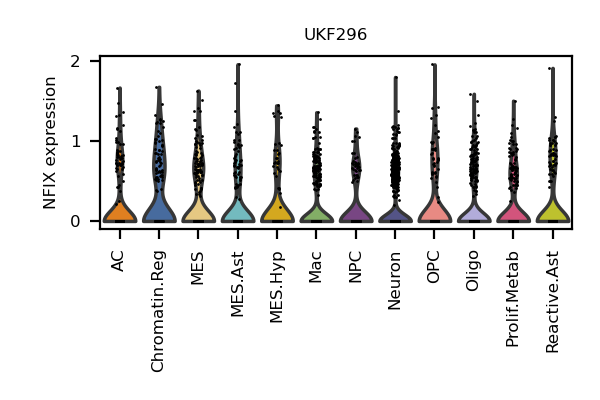 UKF296
NFIX expression
2
1
0
AC
Chromatin.Reg
MES
MES.Ast
MES.Hyp
Mac
NPC
Neuron
OPC
Oligo
Prolif.Metab
Reactive.Ast